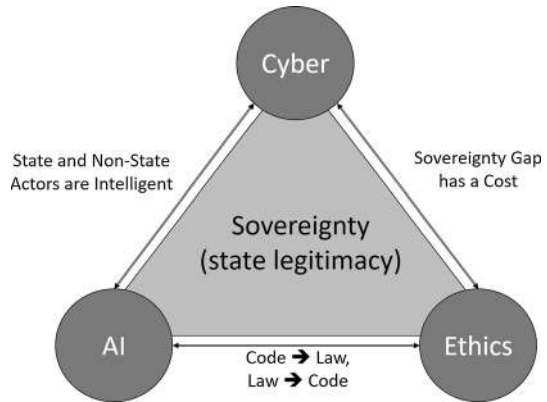 Cyber
State and Non-State
Actors are Intelligent
Sovereignty Gap
has a Cost
Sovereignty
(state legitimacy)
AI
Ethics
Code ➔ Law,
Law ➔ Code